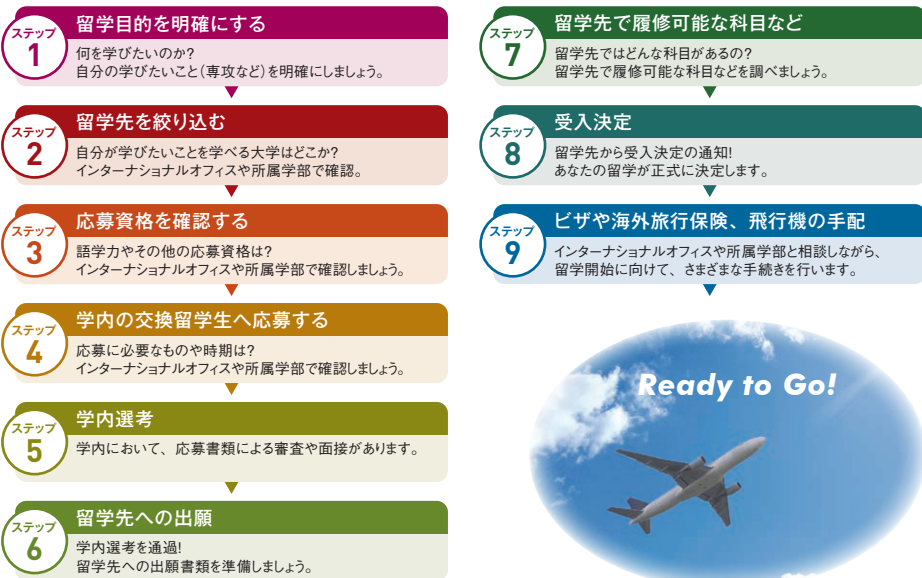 ステップ
1
留学目的を明確にする
何を学びたいのか?
自分の学びたいこと(専攻など)を明確にしましょう。
ステップ
2
留学先を絞り込む
自分が学びたいことを学べる大学はどこか?
インターナショナルオフィスや所属学部で確認。
ステップ
3
応募資格を確認する
語学力やその他の応募資格は?
インターナショナルオフィスや所属学部で確認しましょう。
ステップ
4
学内の交換留学生へ応募する
応募に必要なものや時期は?
インターナショナルオフィスや所属学部で確認しましょう。
ステップ
5
学内選考
学内において、応募書類による審査や面接があります。
ステップ
6
留学先への出願
学内選考を通過!
留学先への出願書類を準備しましょう。
ステップ
7
留学先で履修可能な科目など
留学先ではどんな科目があるの?
留学先で履修可能な科目などを調べましょう。
ステップ
8
受入決定
留学先から受入決定の通知!
あなたの留学が正式に決定します。
ステップ
9
ビザや海外旅行保険、飛行機の手配
インターナショナルオフィスや所属学部と相談しながら、
留学開始に向けて、さまざまな手続きを行います。
Ready to Go!